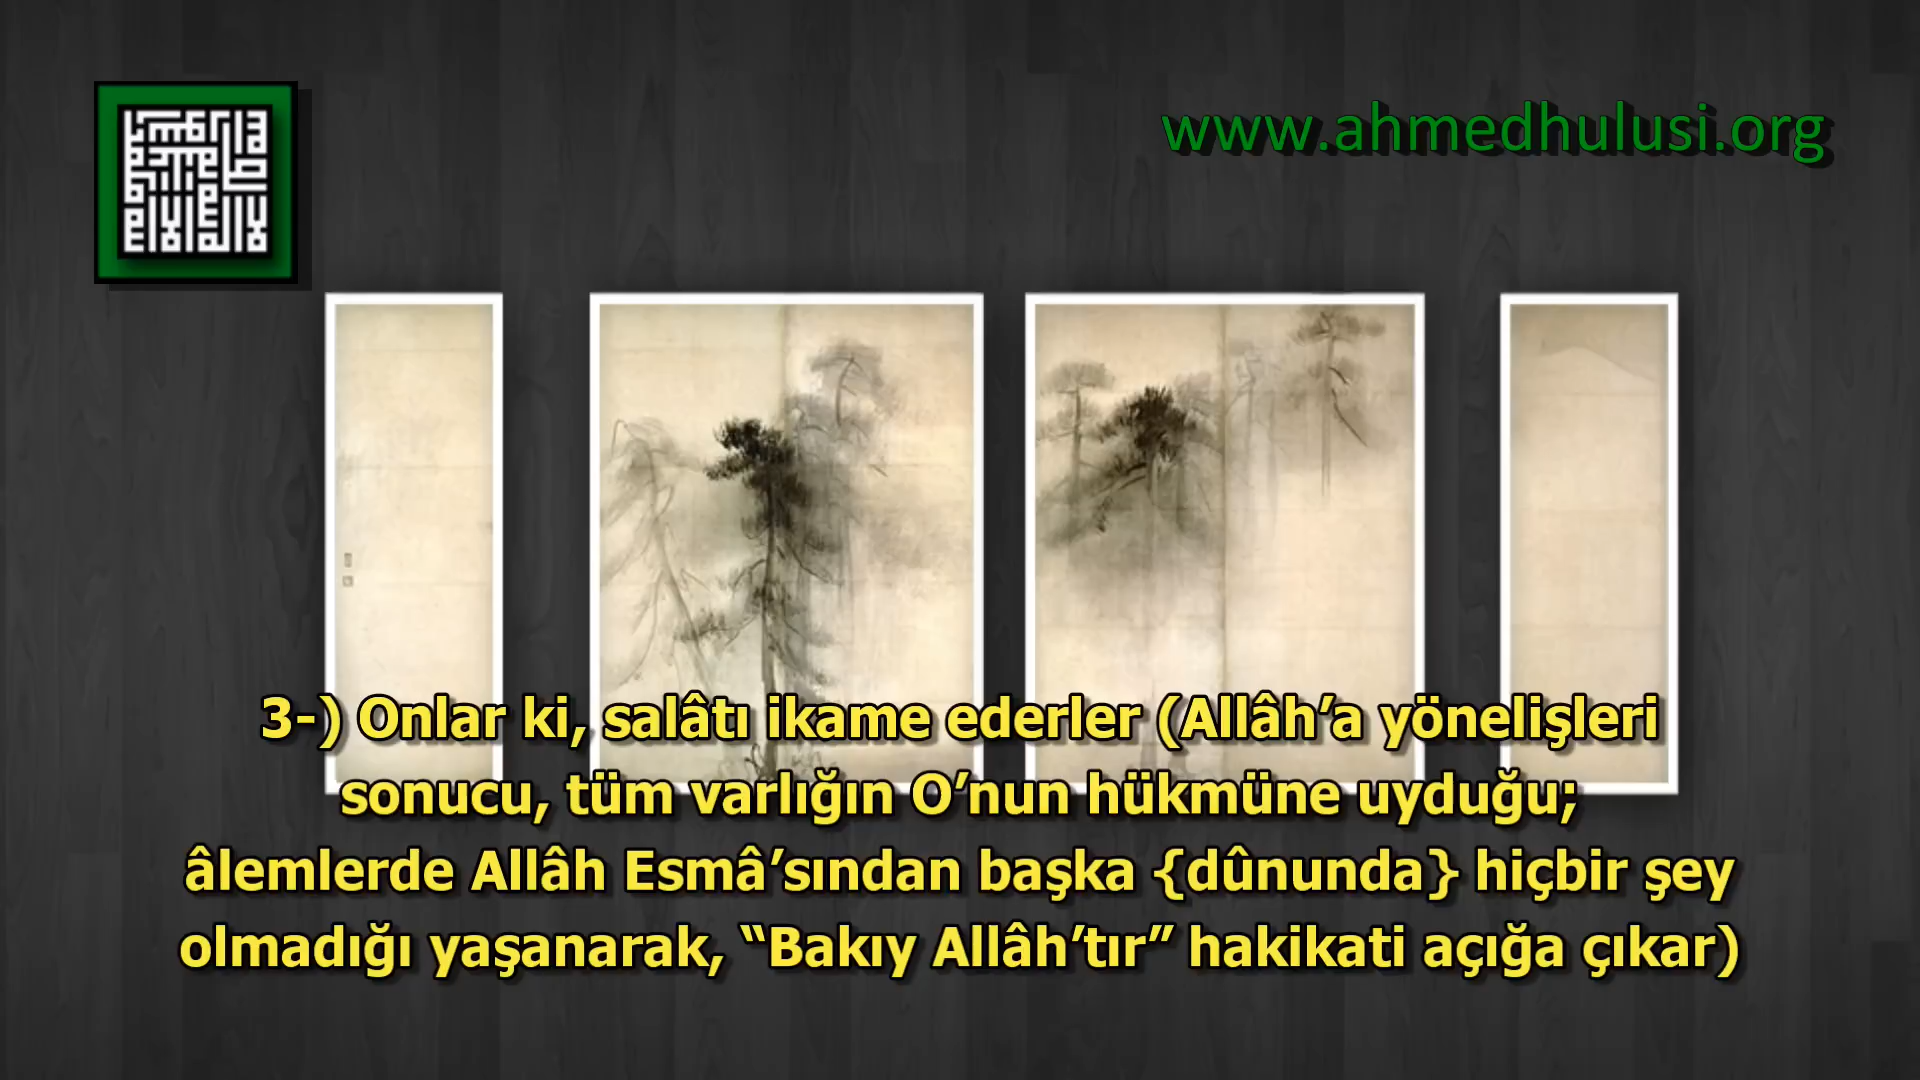 www.ahmedhulusi.org
3-) Onlar ki, salâtı ikame ederler (Allâh’a yönelişleri
sonucu, tüm varlığın O’nun hükmüne uyduğu;
âlemlerde Allâh Esmâ’sından başka {dûnunda} hiçbir şey
olmadığı yaşanarak, “Bakıy Allâh’tır” hakikati açığa çıkar)